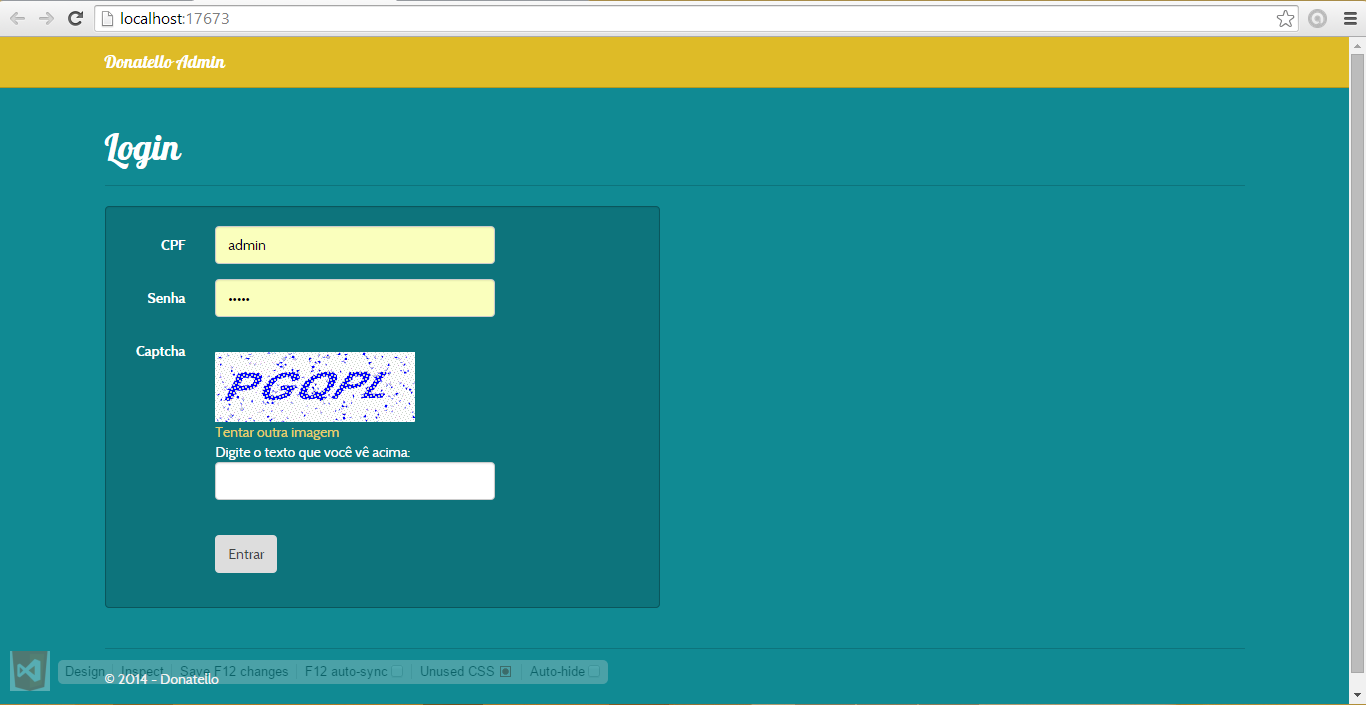 localhost:17673
Donatello Admin
Login
CPF
admin
Senha
•••••
Captcha
Tentar outra imagem
Digite o texto que você vê acima:
Entrar
Design Inspect Save F12 changes F12 auto-sync Unused CSS Auto-hide
© 2014 - Donatello